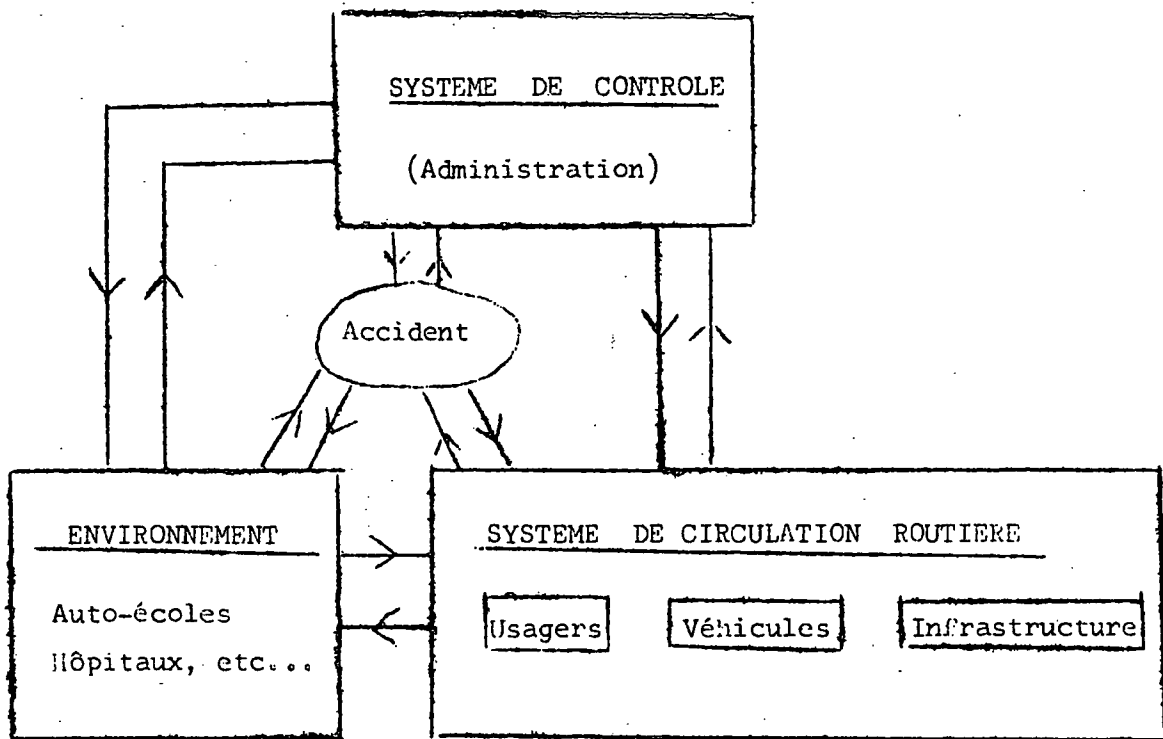 SYSTEME DE CONTROLE
(Administration)
Accident
ENVIRONNEMENT
Auto-écoles
Hôpitaux, etc...
SYSTEME DE CIRCULATION ROUTIERE
Usagers
Véhicules
Infrastructure